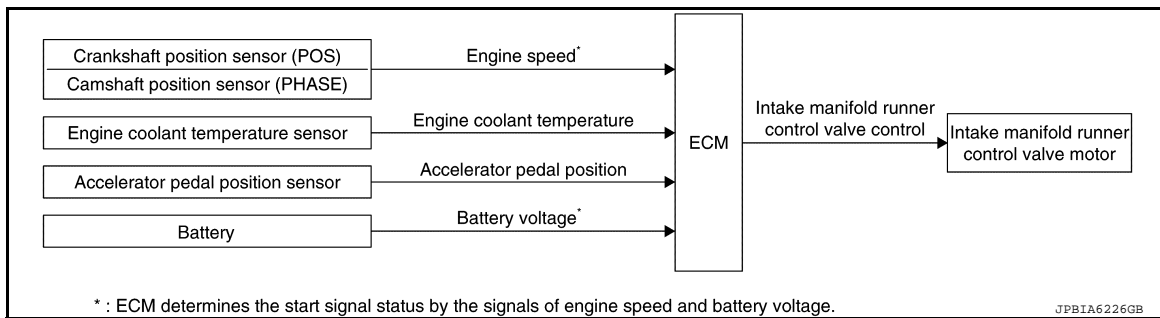 Crankshaft position sensor (POS)
Camshaft position sensor (PHASE)
Engine speed*
Engine coolant temperature sensor
Engine coolant temperature
Accelerator pedal position sensor
Accelerator pedal position
Battery
Battery voltage*
ECM
Intake manifold runner
control valve control
Intake manifold runner
control valve motor
* : ECM determines the start signal status by the signals of engine speed and battery voltage.
JPBIA6226GB